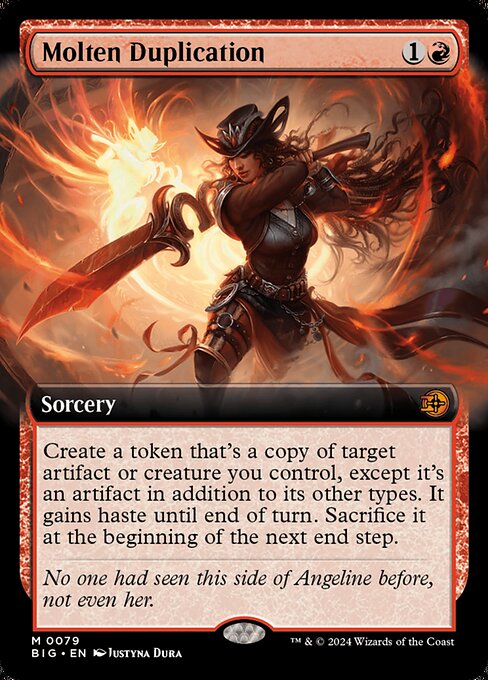 Molten Duplication 1
Sorcery
Create a token that's a copy of target
artifact or creature you control, except it's
an artifact in addition to its other types. It
gains haste until end of turn. Sacrifice it
at the beginning of the next end step.
No one had seen this side of Angeline before,
not even her.
M 0079
BIG • EN Justyna Dura
™ & © 2024 Wizards of the Coast